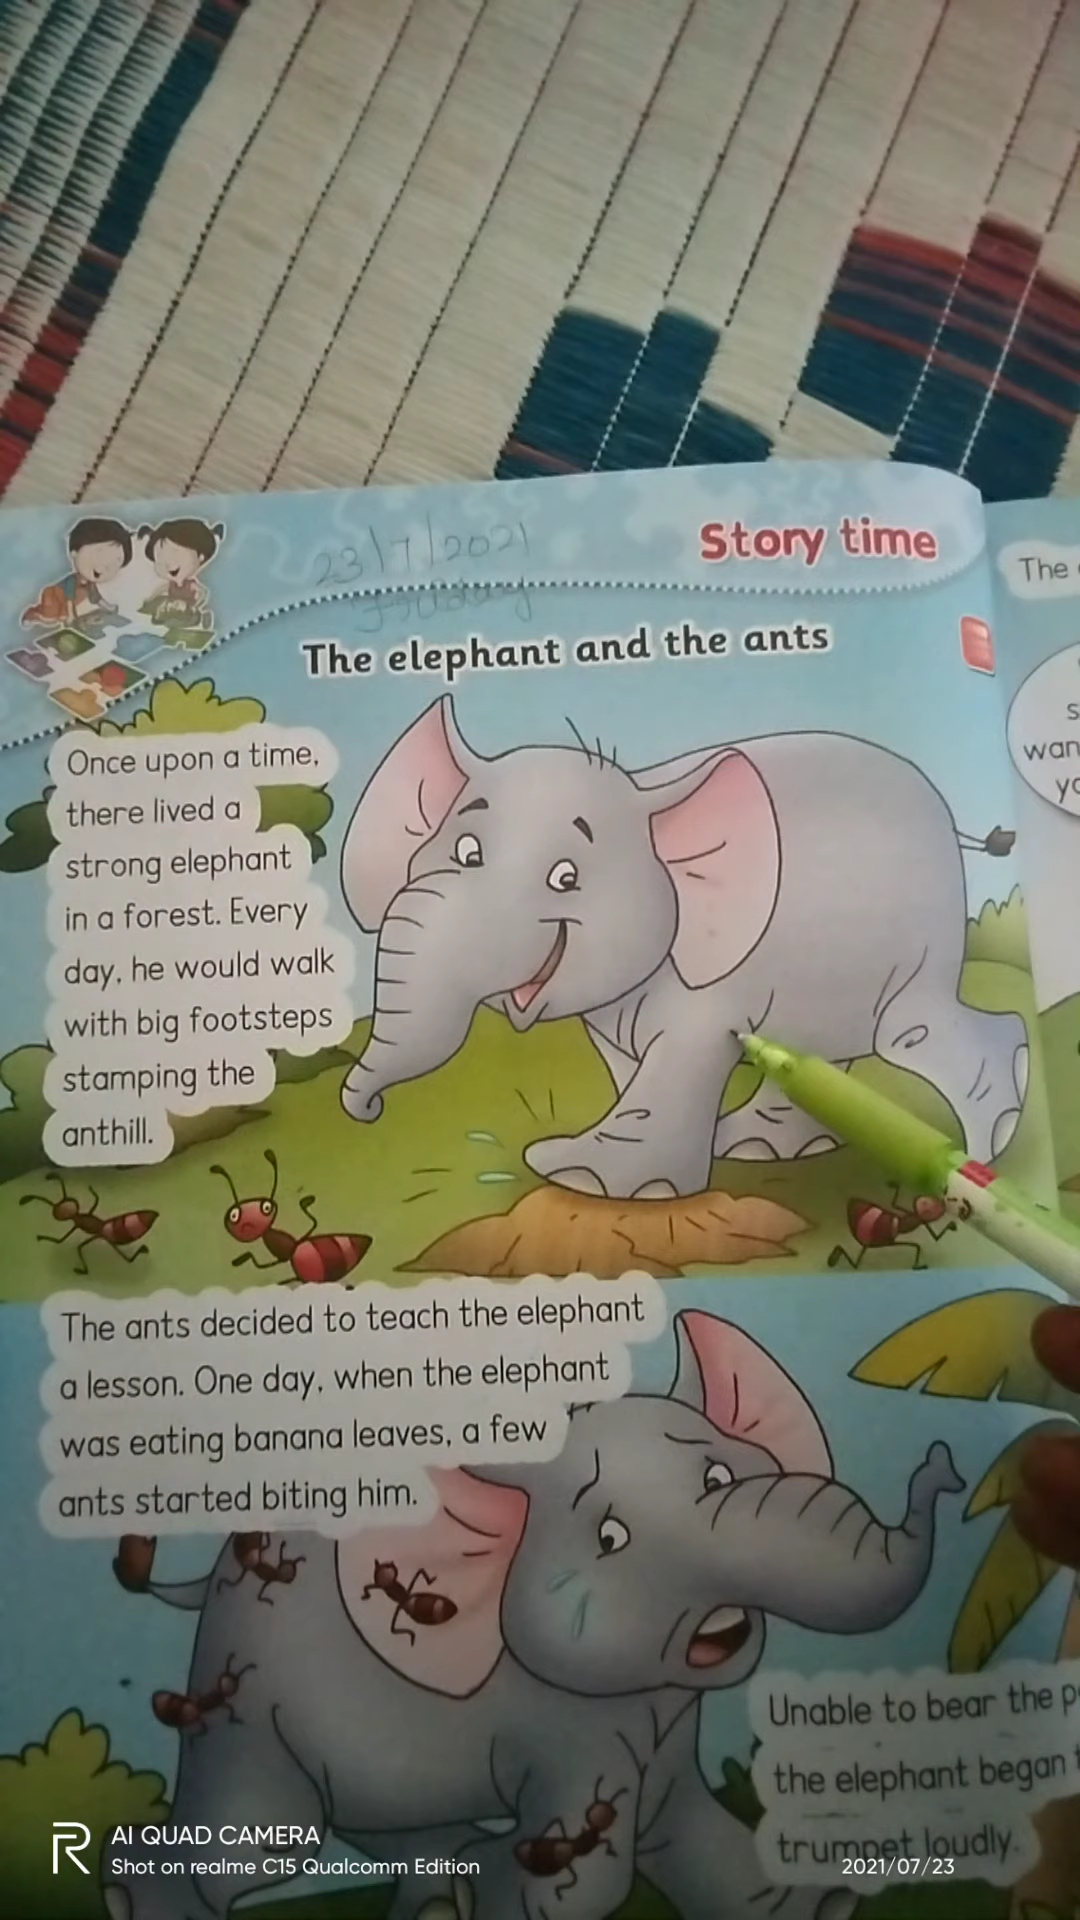 23/7/2021
Friday
Story time
The elephant and the ants
Once upon a time,
there lived a
strong elephant
in a forest. Every
day, he would walk
with big footsteps
stamping the
anthill.
The ants decided to teach the elephant
a lesson. One day, when the elephant
was eating banana leaves, a few
ants started biting him.
Unable to bear the
the elephant began
trumpet loudly.
The
wan
AI QUAD CAMERA
Shot on realme C15 Qualcomm Edition
2021/07/23